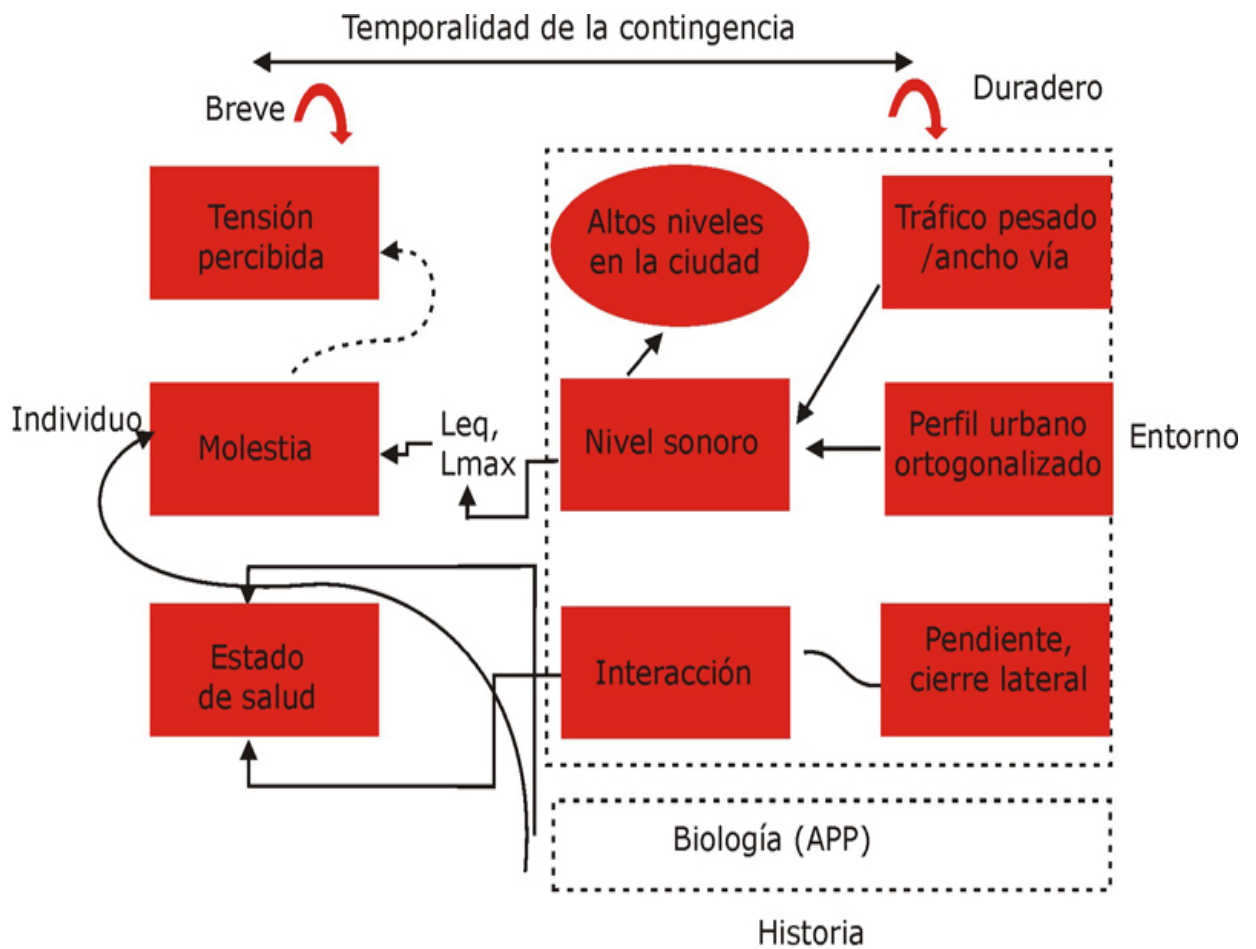 Temporalidad de la contingencia
Breve
Duradero
Tensión
percibida
Altos niveles
en la ciudad
Tráfico pesado
/ancho vía
Individuo
Molestia
Leq,
Lmax
Nivel sonoro
Perfil urbano
ortogonalizado
Entorno
Estado
de salud
Interacción
Pendiente,
cierre lateral
Biología (APP)
Historia